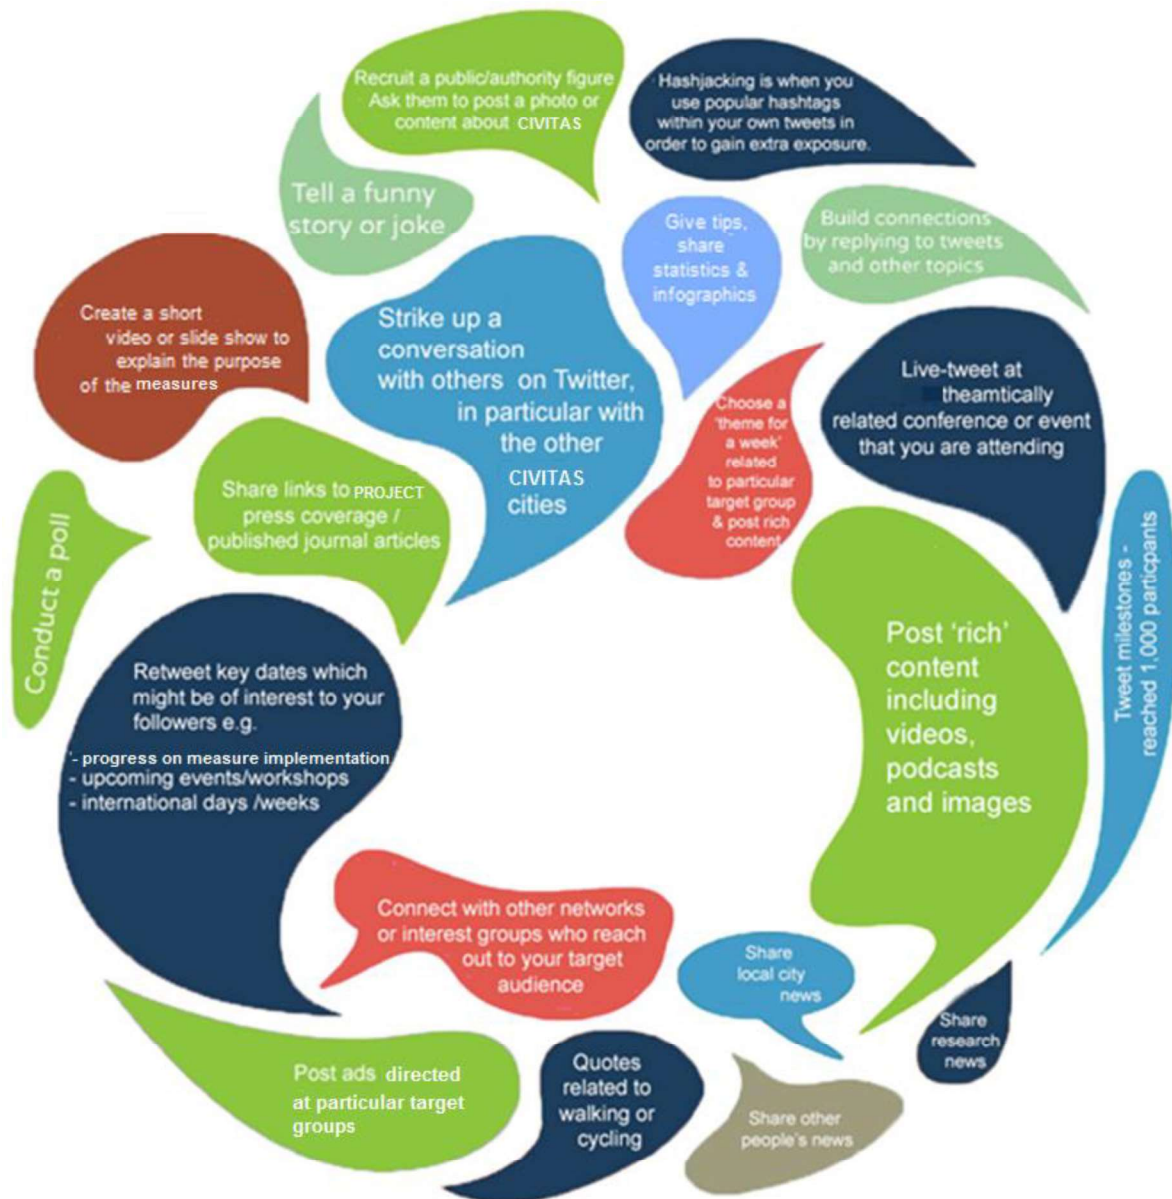 Recruit a public/authority figure
Ask them to post a photo or
content about CIVITAS
Hashjacking is when you
use popular hashtags
within your own tweets in
order to gain extra exposure.
Tell a funny
story or joke
Give tips,
share
statistics &
infographics
Build connections
by replying to tweets
and other topics
Create a short
video or slide show to
explain the purpose
of the measures
Strike up a
conversation
with others on Twitter,
in particular with
the other
CIVITAS
cities
Choose a
'theme for
a week'
related
to particular
target group
& post rich
content
Live-tweet at
theamtically
related conference or event
that you are attending
Share links to PROJECT
press coverage /
published journal articles
Conduct a poll
Tweet milestones -
reached 1,000 particpants
Retweet key dates which
might be of interest to your
followers e.g.
'- progress on measure implementation
- upcoming events/workshops
- international days /weeks
Post 'rich'
content
including
videos,
podcasts
and images
Connect with other networks
or interest groups who reach
out to your target
audience
Share
local city
news
Share
research
news
Post ads directed
at particular target
groups
Quotes
related to
walking or
cycling
Share other
people's news